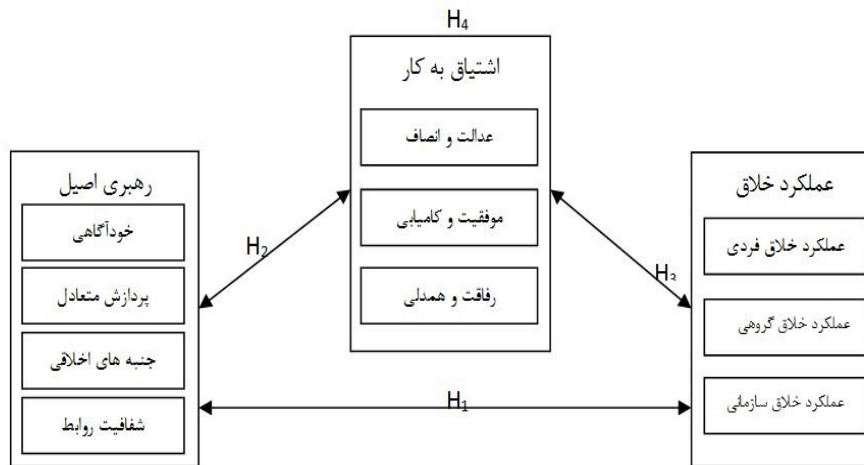 H₄
اشتیاق به کار
عدالت و انصاف
موفقیت و کامیابی
رفاقت و همدلی
رهبری اصیل
خودآگاهی
پردازش متعادل
جنبه های اخلاقی
شفافیت روابط
عملکرد خلاق
عملکرد خلاق فردی
عملکرد خلاق گروهی
عملکرد خلاق سازمانی
H₂
H₃
H₁